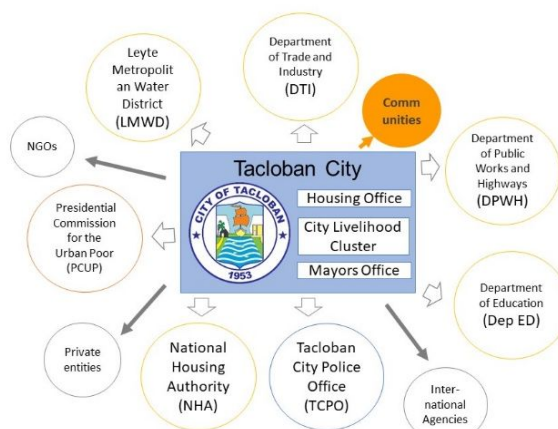 Leyte
Metropolit
an Water
District
(LMWD)
Department
of Trade and
Industry
(DTI)
Comm
unities
NGOs
Department
of Public
Works and
Highways
(DPWH)
Tacloban City
CITY OF TACLOBAN
1953
Housing Office
City Livelihood
Cluster
Mayors Office
Presidential
Commission
for the
Urban Poor
(PCUP)
Department
of Education
(Dep ED)
Private
entities
National
Housing
Authority
(NHA)
Tacloban
City Police
Office
(TCPO)
Inter-
national
Agencies